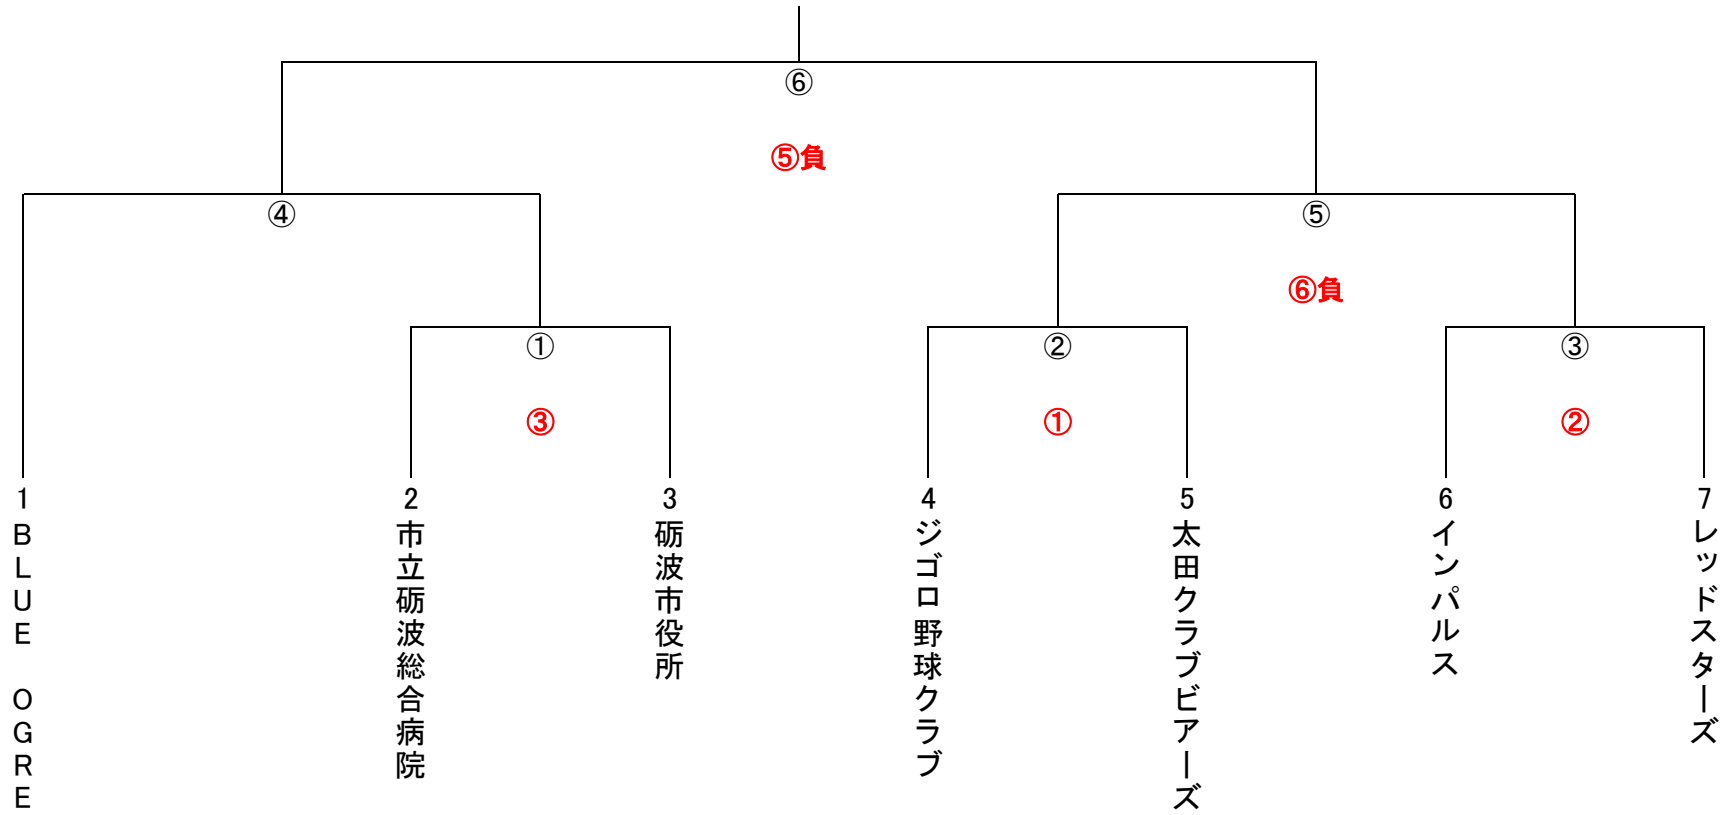 ⑥
⑤負
④
⑤
⑥負
①
②
③
③
①
②
1 BLUE OGRE
2 市立砺波総合病院
3 砺波市役所
4 ジゴロ野球クラブ
5 太田クラブビアーズ
6 インパルス
7 レッドスターズ